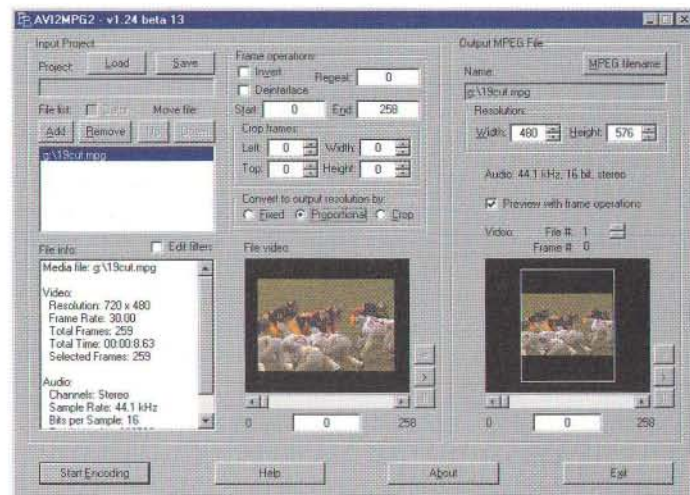 AVI2MPG2 - v1.24 beta 13
Input Project
Project:
Load
Save
File list:
Move file:
Add
Remove
Up
Down
g:\19cut.mpg
File info:
Edit filters
Media file: g:\19cut.mpg
Video:
Resolution: 720 x 480
Frame Rate: 30.00
Total Frames: 259
Total Time: 00:00:8.63
Selected Frames: 259
Audio:
Channels: Stereo
Sample Rate: 44.1 kHz
Bits per Sample: 16
Frame operations:
Invert
Repeat:
0
Deinterlace
Start:
0
End:
258
Crop frames:
Left:
0
Width:
0
Top:
0
Height:
0
Convert to output resolution by:
Fixed
Proportional
Crop
File video:
0
0
258
Output MPEG File
Name:
MPEG filename
g:\19cut.mpg
Resolution:
Width:
480
Height:
576
Audio: 44.1 kHz, 16 bit, stereo
Preview with frame operations
Video:
File #: 1
Frame #: 0
0
0
258
Start Encoding
Help
About
Exit